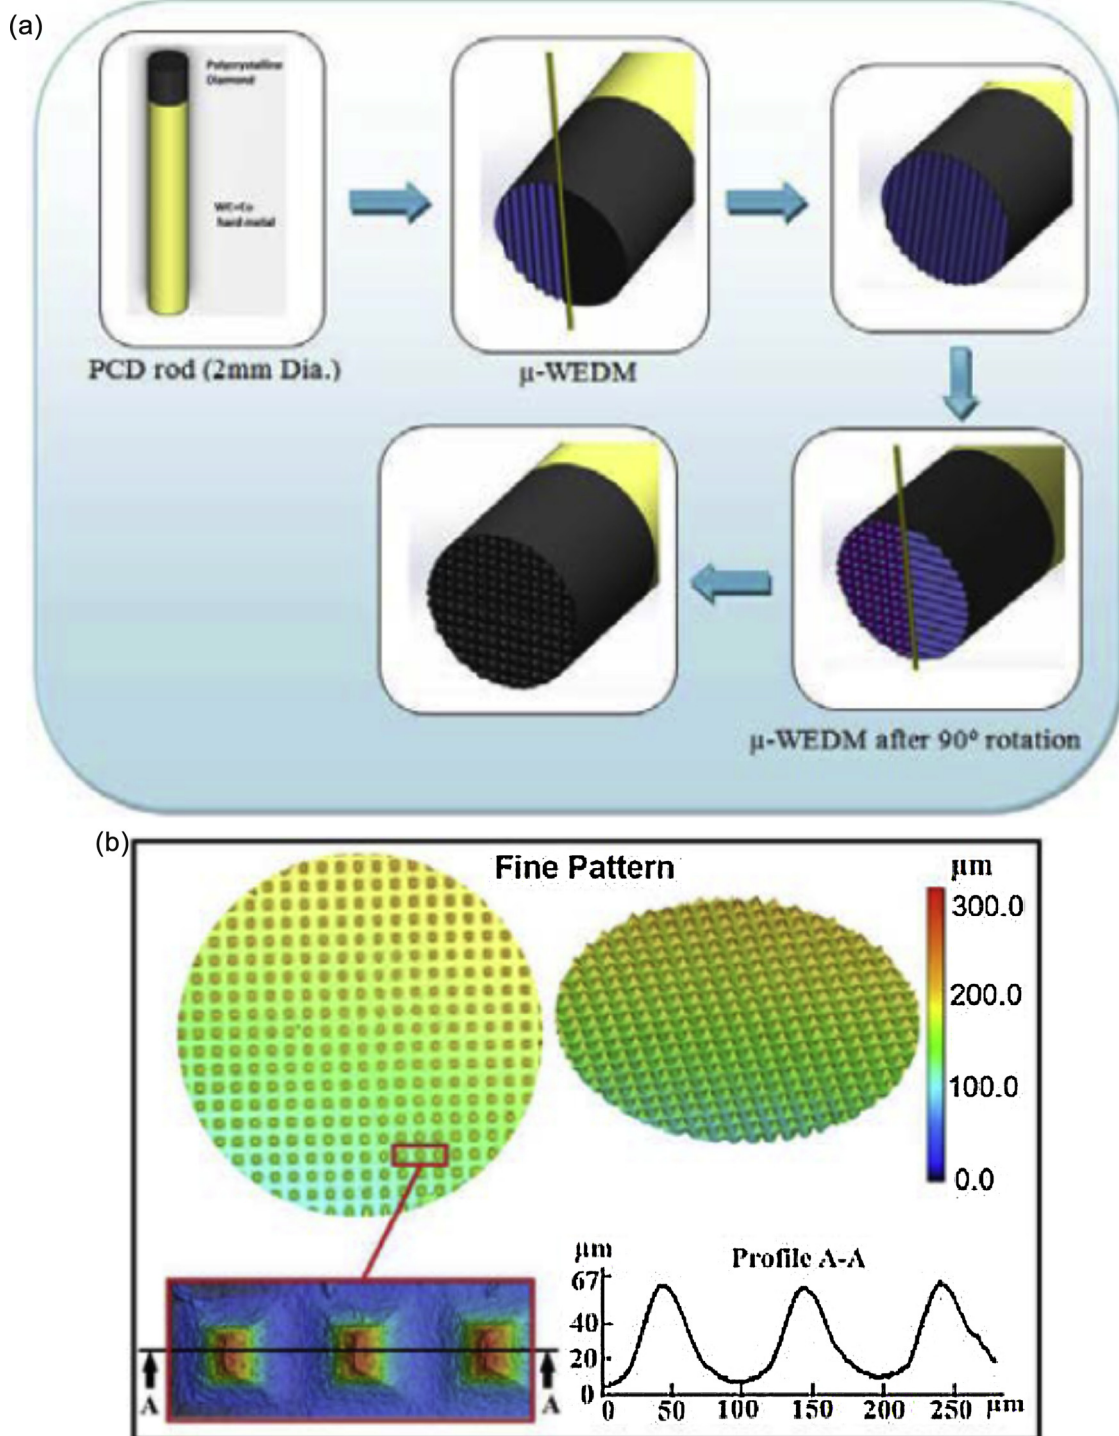 (a)
Polycrystalline
Diamond
WC+Co
hard metal
PCD rod (2mm Dia.)
μ-WEDM
μ-WEDM after 90° rotation
(b)
Fine Pattern
μm
300.0
200.0
100.0
0.0
A
A
Profile A-A
μm
67
40
20
0
0
50
100
150
200
250
μm